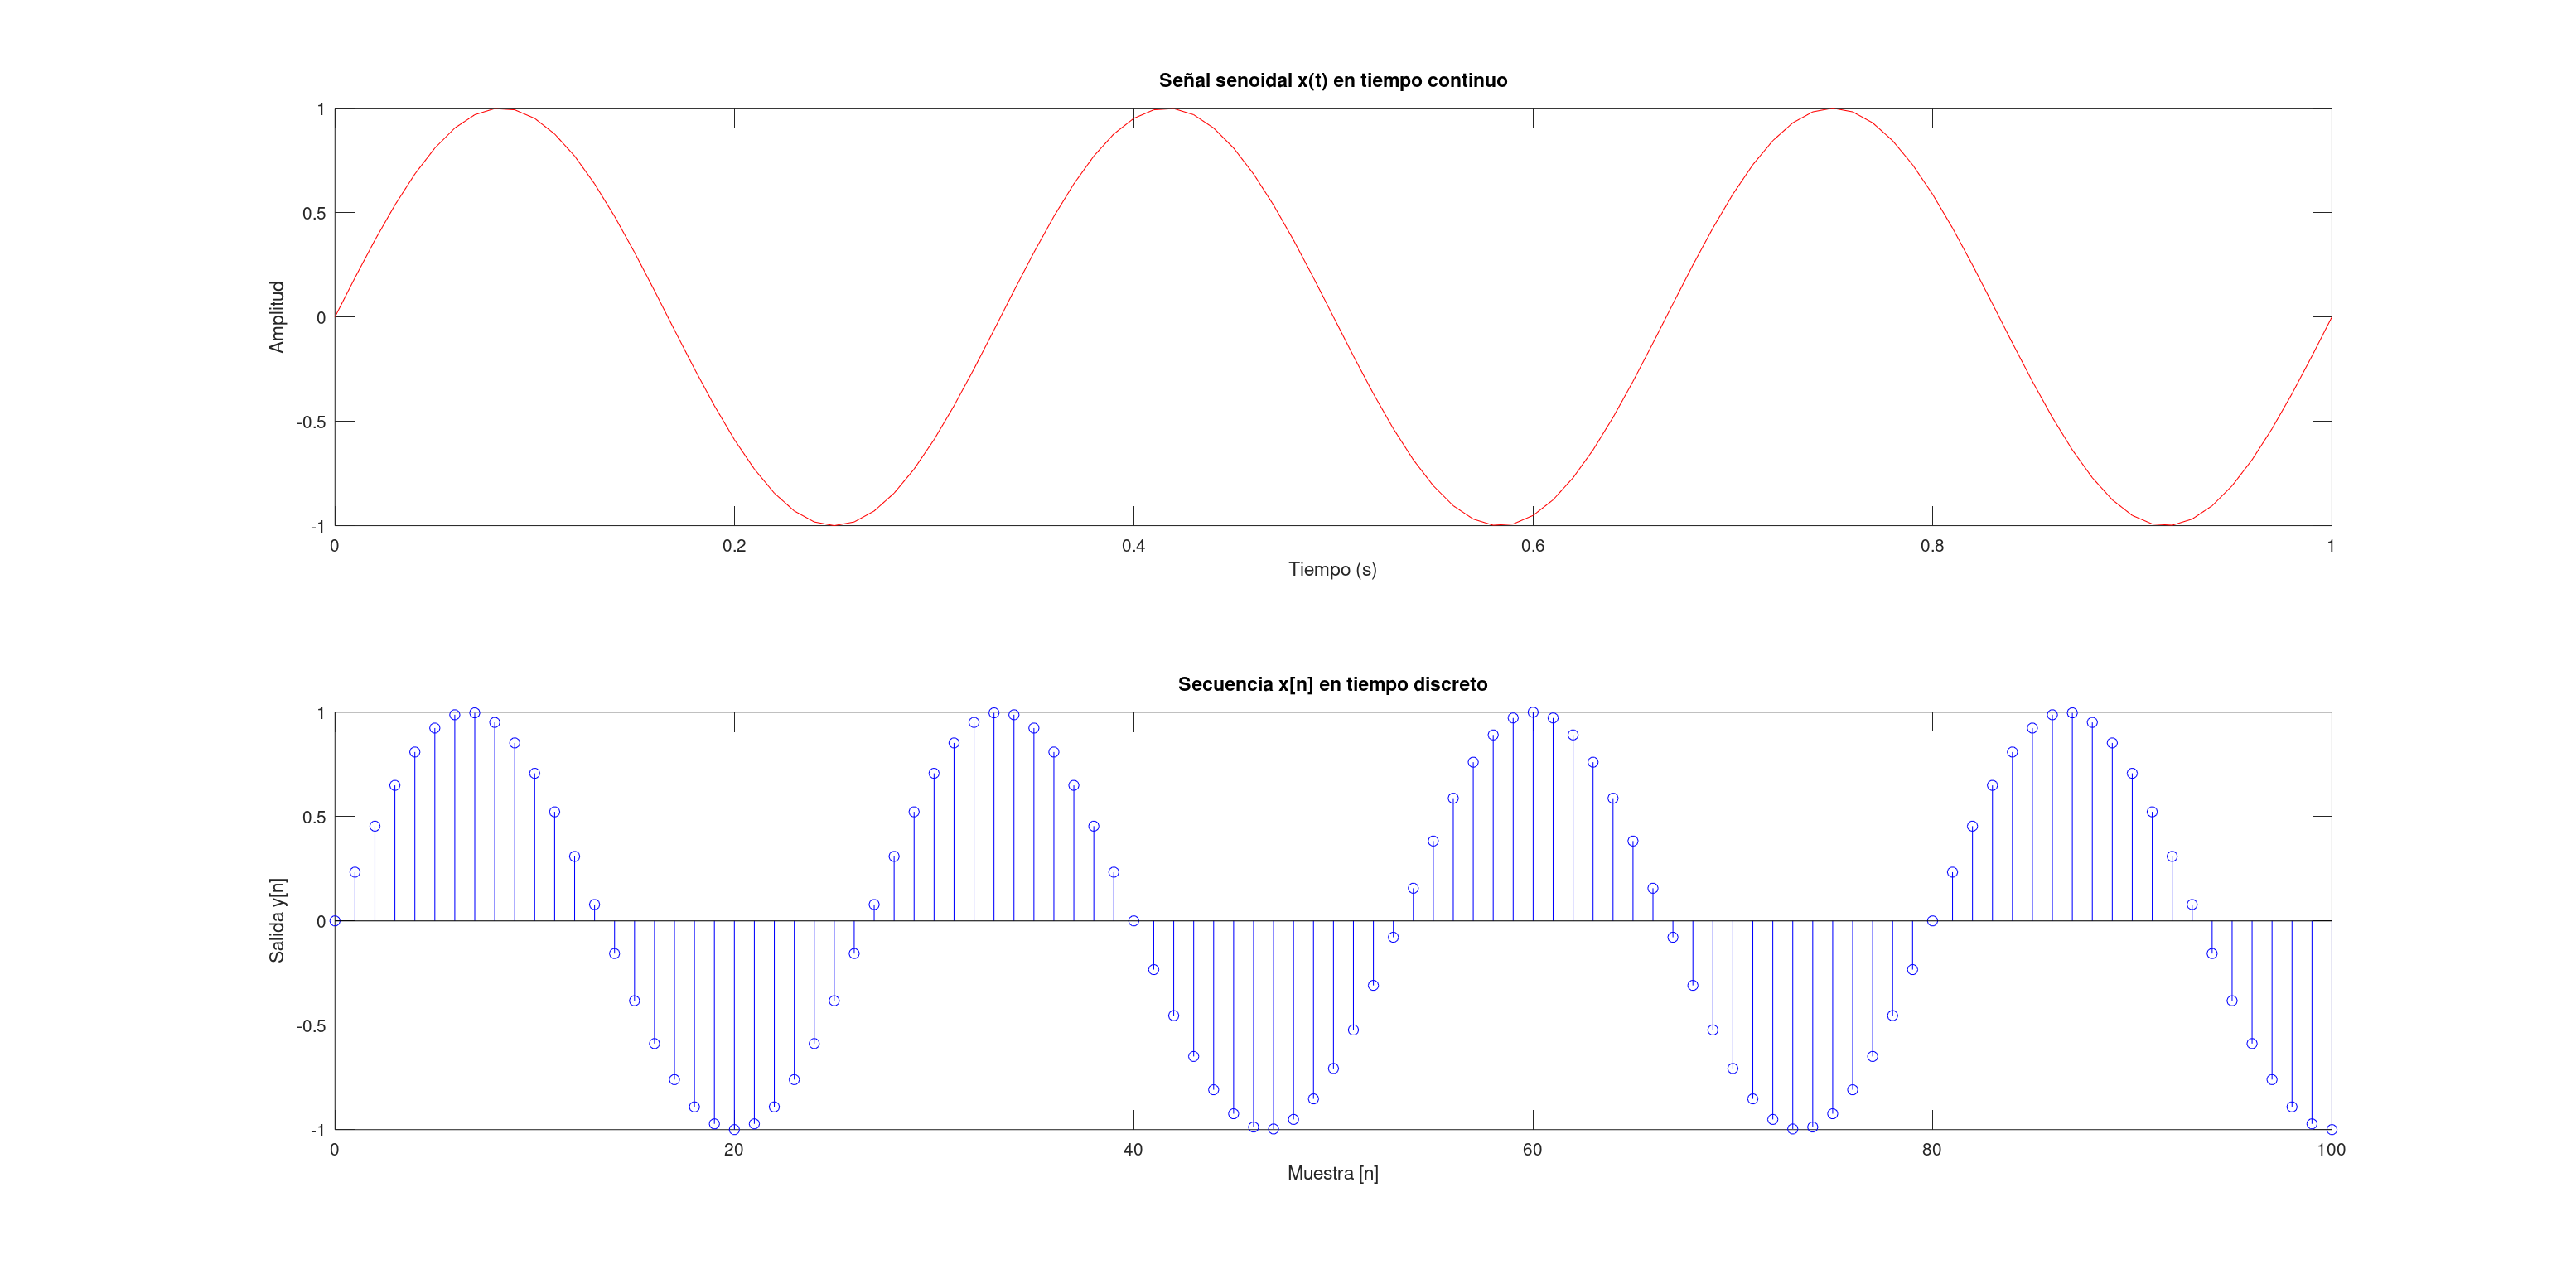 Señal senoidal x(t) en tiempo continuo
1
0.5
0
-0.5
-1
Amplitud
0 0.2 0.4 0.6 0.8 1
Tiempo (s)
Secuencia x[n] en tiempo discreto
1
0.5
0
-0.5
-1
Salida y[n]
0 20 40 60 80 100
Muestra [n]